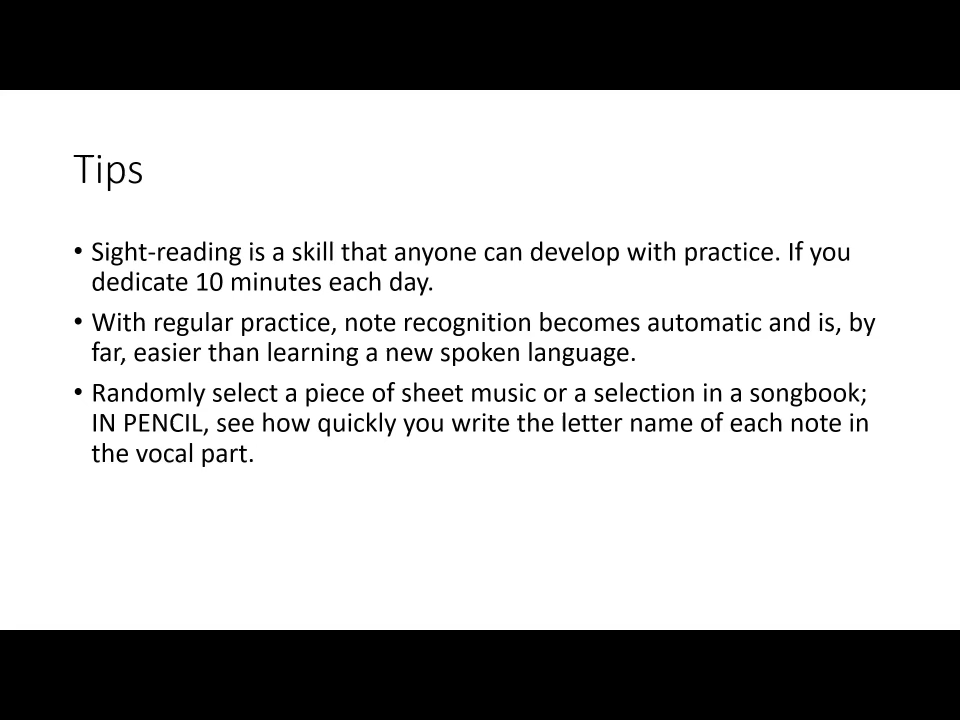 Tips
• Sight-reading is a skill that anyone can develop with practice. If you
dedicate 10 minutes each day.
• With regular practice, note recognition becomes automatic and is, by
far, easier than learning a new spoken language.
• Randomly select a piece of sheet music or a selection in a songbook;
IN PENCIL, see how quickly you write the letter name of each note in
the vocal part.